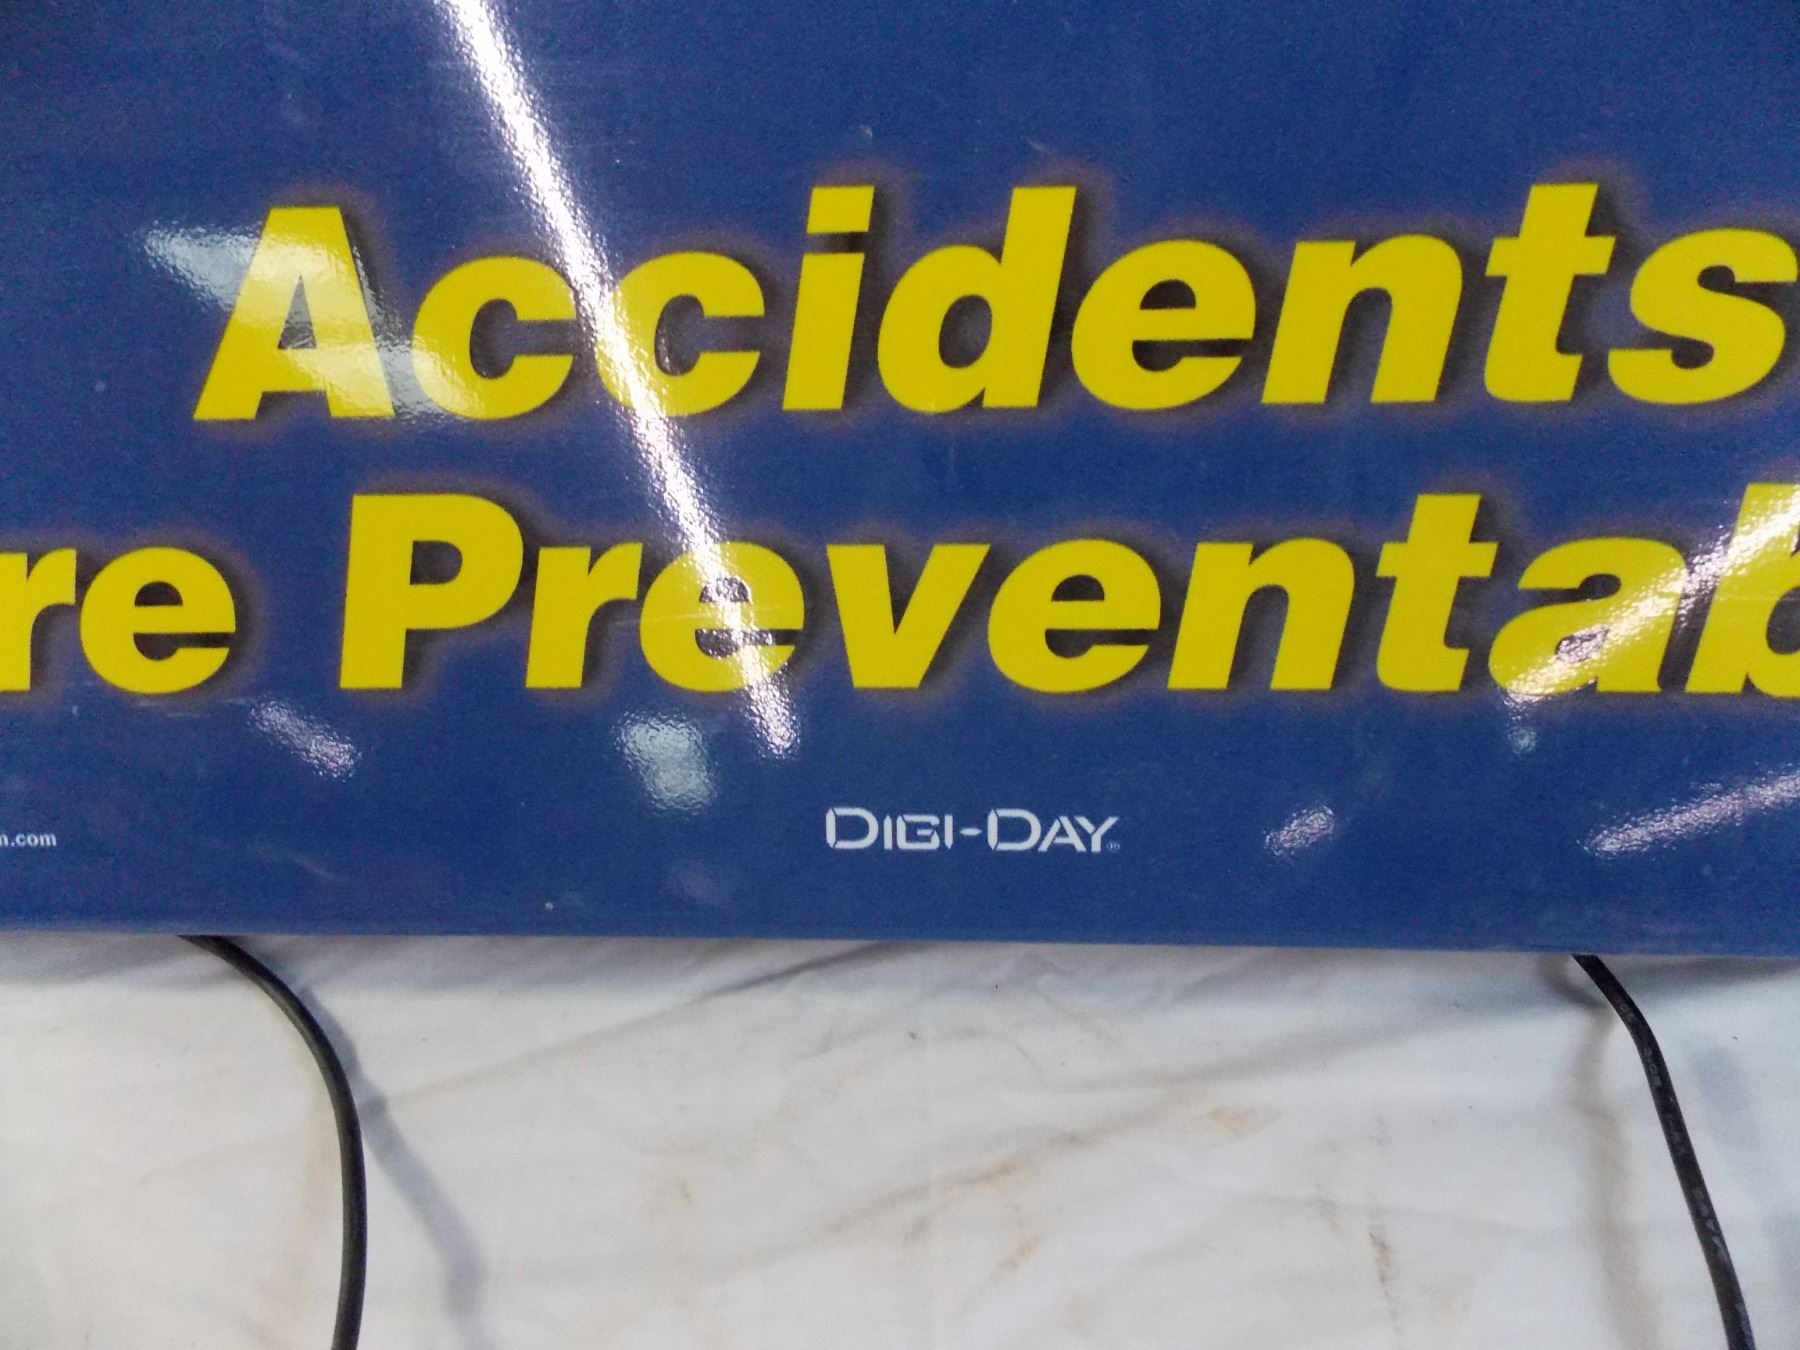 Accidents
re Preventab
m.com
DIGI-DAY®